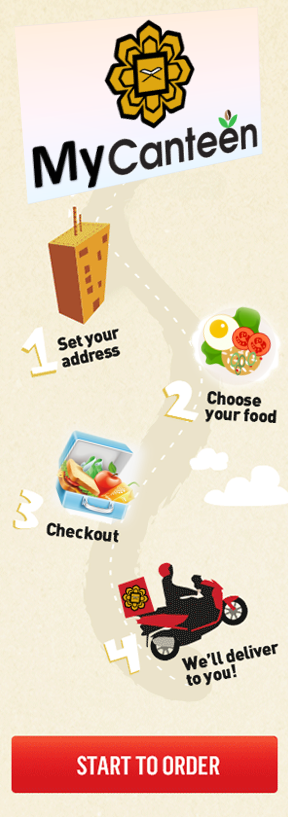 MyCanteen
1 Set your
address
2 Choose
your food
3 Checkout
4 We'll deliver
to you!
START TO ORDER